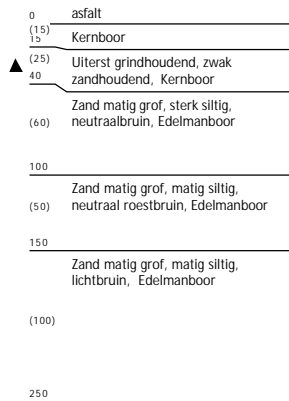 0 asfalt
(15)
15 Kernboor
(25) Uiterst grindhoudend, zwak
40 zandhoudend, Kernboor
Zand matig grof, sterk siltig,
(60) neutraalbruin, Edelmanboor
100
Zand matig grof, matig siltig,
(50) neutraal roestbruin, Edelmanboor
150
Zand matig grof, matig siltig,
lichtbruin, Edelmanboor
(100)
250